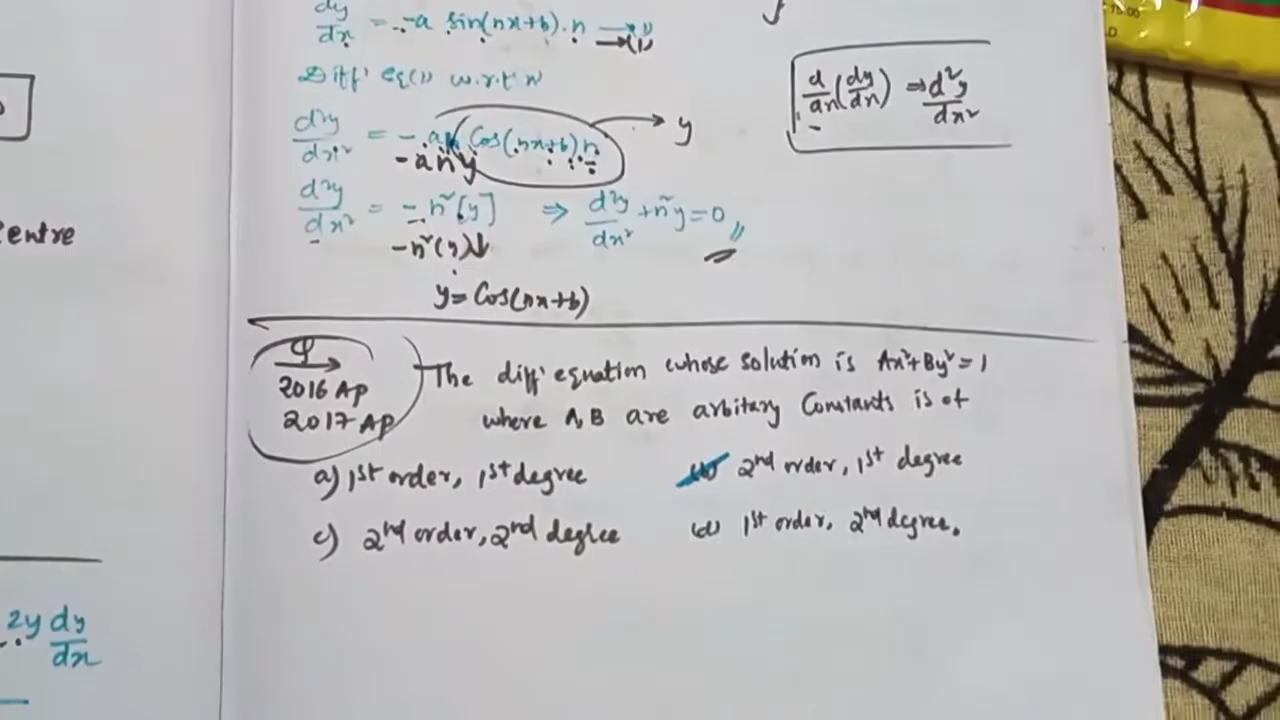 dy/dx = -a sin(nx+b).n →(1)
Diff' eq(1) w.r.t x
d/dx(dy/dx) ⇒ d²y/dx²
d²y/dx² = -an cos(nx+b)n → y
-any
d²y/dx² = -n²[y] ⇒ d²y/dx² + n²y = 0
-n²(y)
y = Cos(nx+b)
Centre
Q
2016 AP
2017 AP
The diff' equation whose solution is Ax²+By²=1
where A, B are arbitary Constants is of
a) 1st order, 1st degree
2nd order, 1st degree
c) 2nd order, 2nd degree
(d) 1st order, 2nd degree.
2y dy/dx